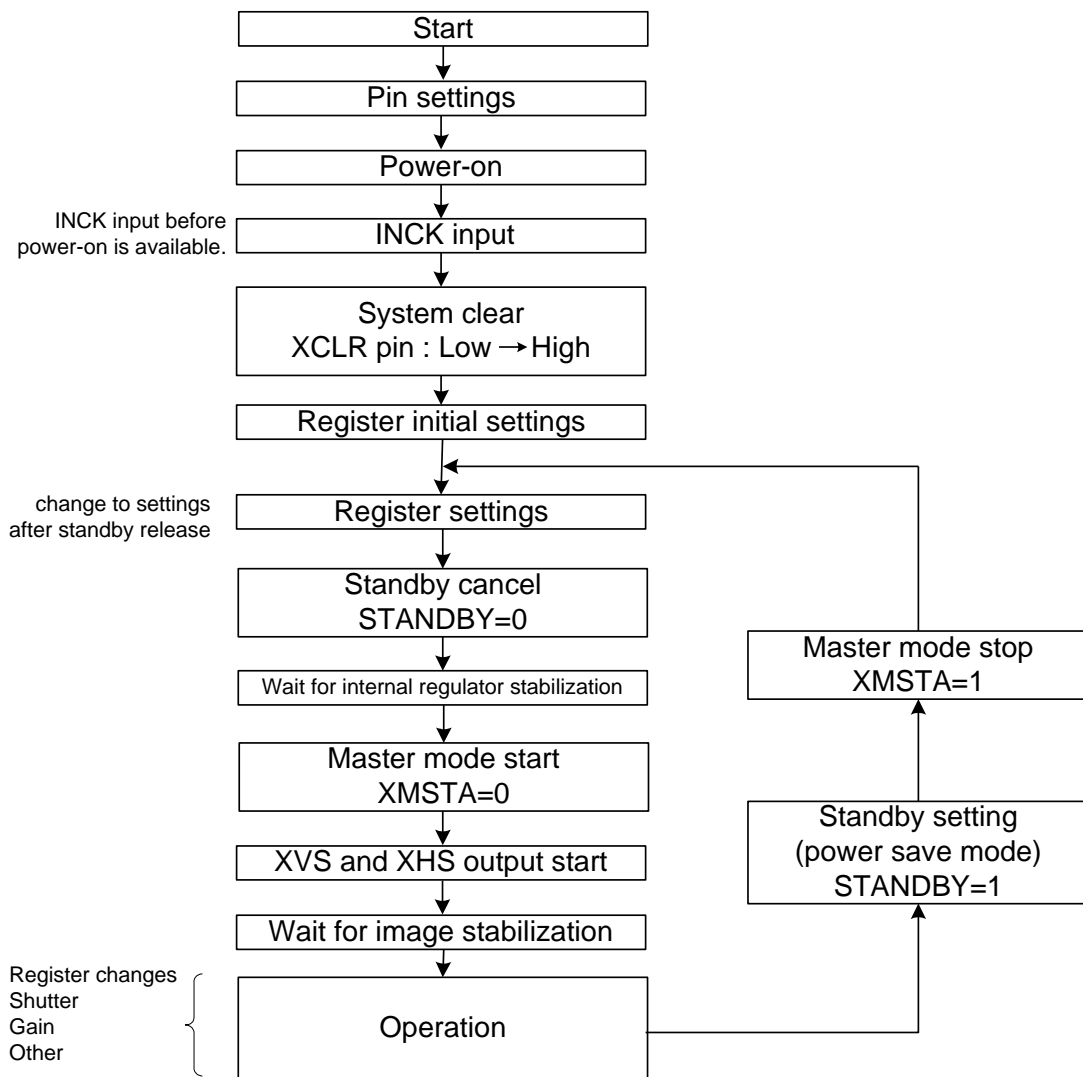 Start
Pin settings
Power-on
INCK input before
power-on is available.
INCK input
System clear
XCLR pin : Low → High
Register initial settings
change to settings
after standby release
Register settings
Standby cancel
STANDBY=0
Wait for internal regulator stabilization
Master mode start
XMSTA=0
XVS and XHS output start
Wait for image stabilization
Register changes
Shutter
Gain
Other
Operation
Master mode stop
XMSTA=1
Standby setting
(power save mode)
STANDBY=1